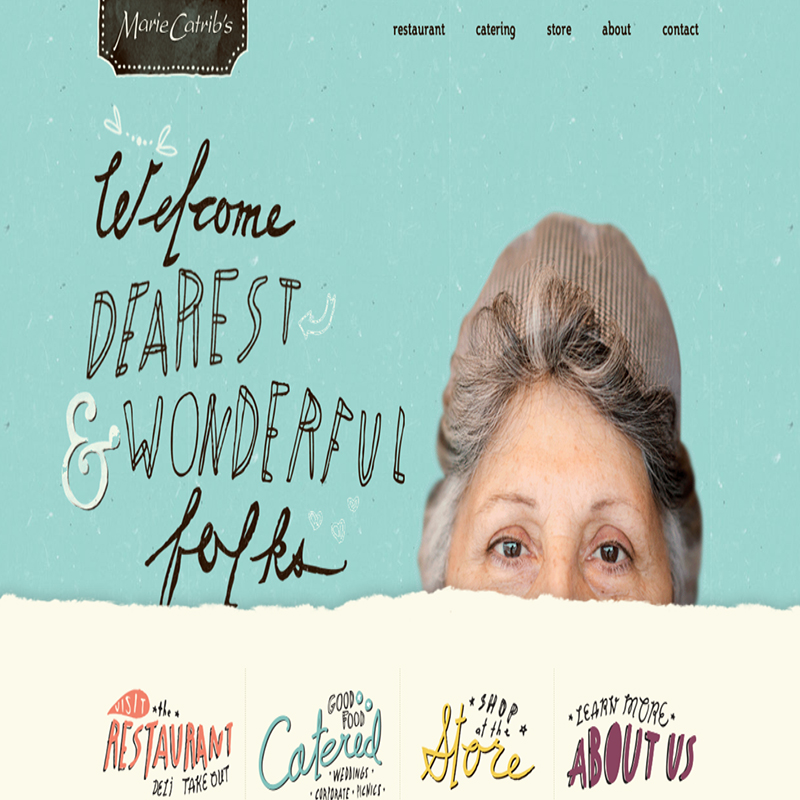 Marie Catrib's
restaurant catering store about contact
Welcome
DEAREST
& WONDERFUL
folks
VISIT the
RESTAURANT
DELi TAKE OUT
GOOD
FOOD
Catered
• WEDDINGS •
• CORPORATE • PICNICS •
SHOP
at the
Store
LEARN MORE
ABOUT US